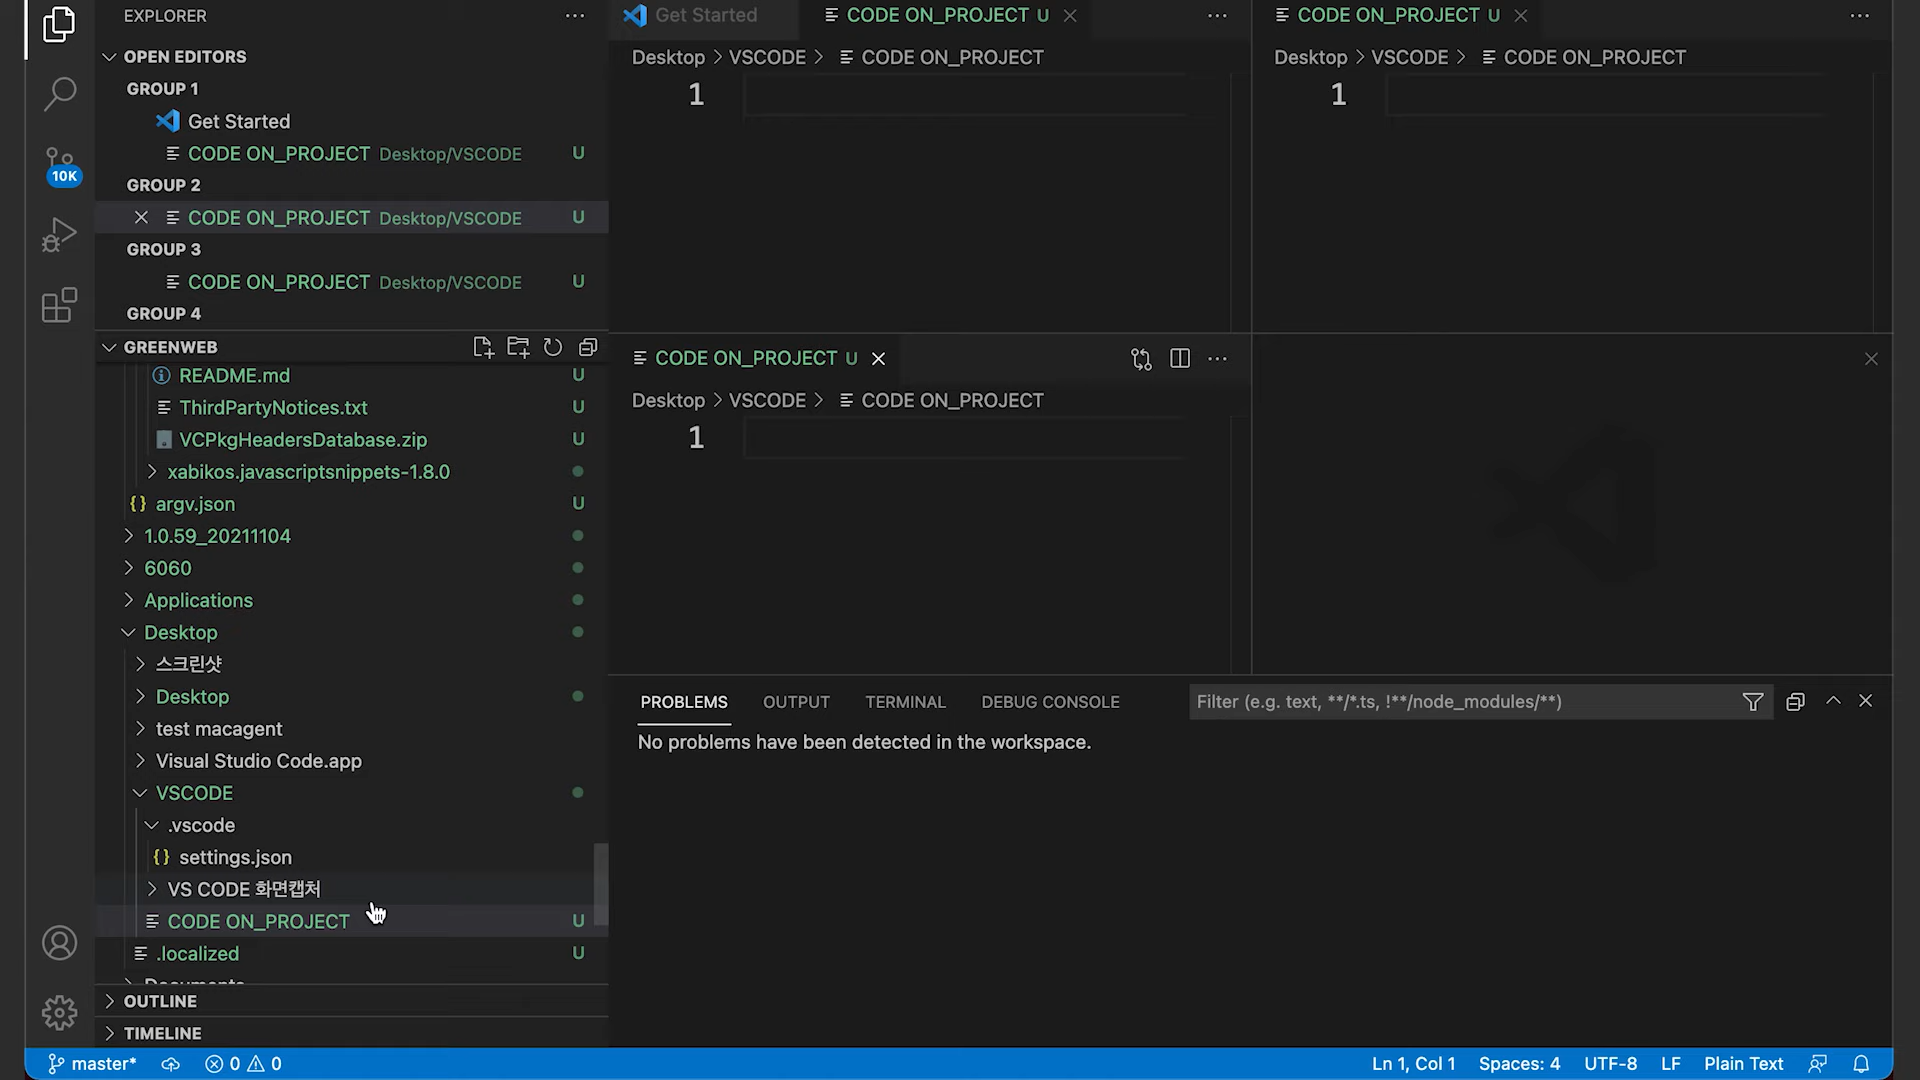 EXPLORER
OPEN EDITORS
GROUP 1
Get Started
CODE ON_PROJECT Desktop/VSCODE U
GROUP 2
CODE ON_PROJECT Desktop/VSCODE U
GROUP 3
CODE ON_PROJECT Desktop/VSCODE U
GROUP 4
GREENWEB
README.md U
ThirdPartyNotices.txt U
VCPkgHeadersDatabase.zip U
xabikos.javascriptsnippets-1.8.0
argv.json U
1.0.59_20211104
6060
Applications
Desktop
스크린샷
Desktop
test macagent
Visual Studio Code.app
VSCODE
.vscode
settings.json
VS CODE 화면캡처
CODE ON_PROJECT U
.localized U
Documents
OUTLINE
TIMELINE
10K
Get Started
CODE ON_PROJECT U
Desktop > VSCODE > CODE ON_PROJECT
1
CODE ON_PROJECT U
Desktop > VSCODE > CODE ON_PROJECT
1
CODE ON_PROJECT U
Desktop > VSCODE > CODE ON_PROJECT
1
PROBLEMS OUTPUT TERMINAL DEBUG CONSOLE
Filter (e.g. text, **/*.ts, !**/node_modules/**)
No problems have been detected in the workspace.
master* 0 0
Ln 1, Col 1 Spaces: 4 UTF-8 LF Plain Text